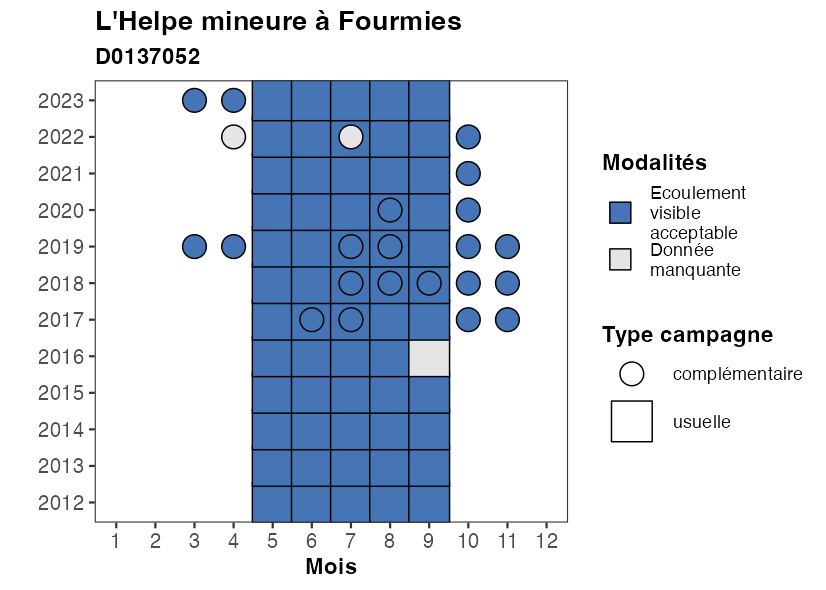 L'Helpe mineure à Fourmies
D0137052
2023
2022
2021
2020
2019
2018
2017
2016
2015
2014
2013
2012
1 2 3 4 5 6 7 8 9 10 11 12
Mois
Modalités
Ecoulement
visible
acceptable
Donnée
manquante
Type campagne
complémentaire
usuelle